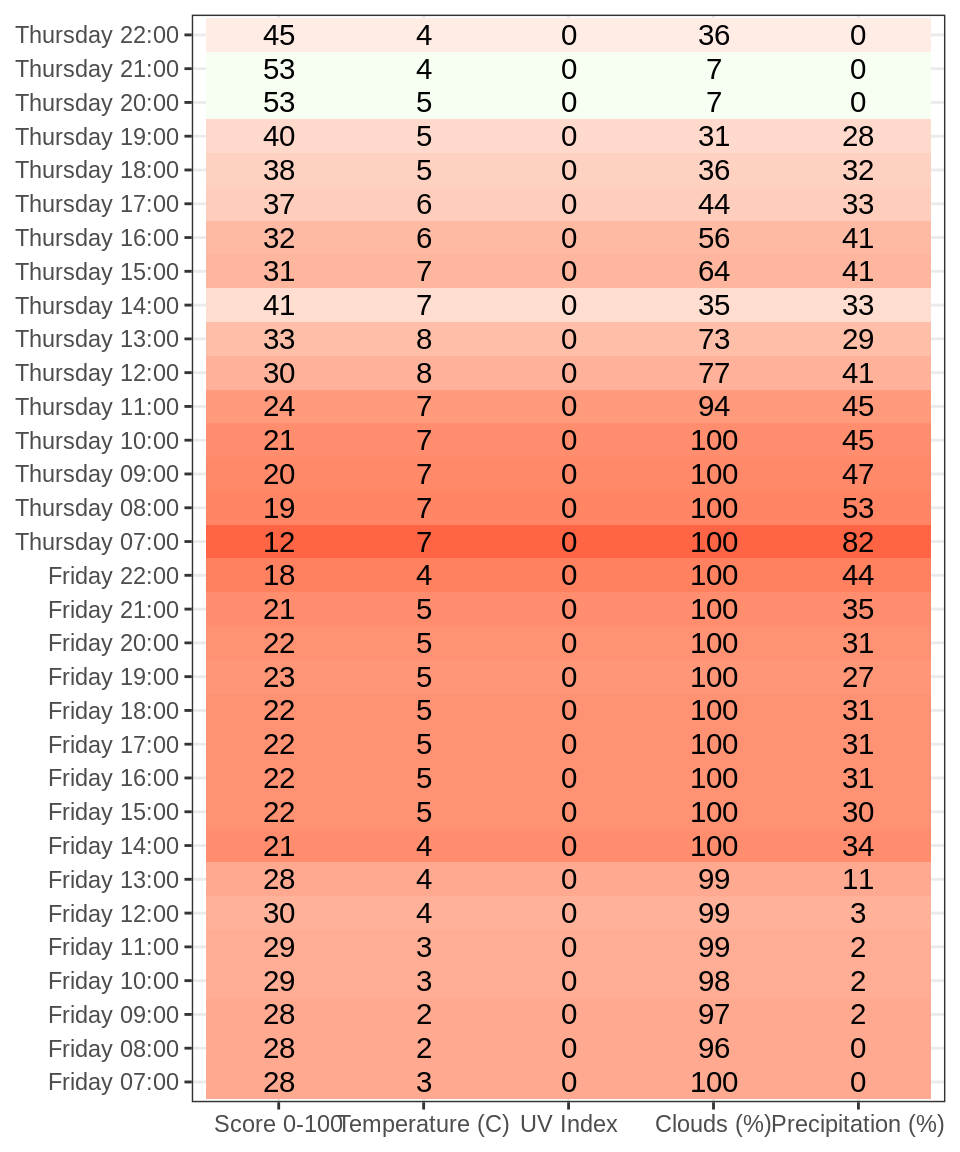 Thursday 22:00 45 4 0 36 0
Thursday 21:00 53 4 0 7 0
Thursday 20:00 53 5 0 7 0
Thursday 19:00 40 5 0 31 28
Thursday 18:00 38 5 0 36 32
Thursday 17:00 37 6 0 44 33
Thursday 16:00 32 6 0 56 41
Thursday 15:00 31 7 0 64 41
Thursday 14:00 41 7 0 35 33
Thursday 13:00 33 8 0 73 29
Thursday 12:00 30 8 0 77 41
Thursday 11:00 24 7 0 94 45
Thursday 10:00 21 7 0 100 45
Thursday 09:00 20 7 0 100 47
Thursday 08:00 19 7 0 100 53
Thursday 07:00 12 7 0 100 82
Friday 22:00 18 4 0 100 44
Friday 21:00 21 5 0 100 35
Friday 20:00 22 5 0 100 31
Friday 19:00 23 5 0 100 27
Friday 18:00 22 5 0 100 31
Friday 17:00 22 5 0 100 31
Friday 16:00 22 5 0 100 31
Friday 15:00 22 5 0 100 30
Friday 14:00 21 4 0 100 34
Friday 13:00 28 4 0 99 11
Friday 12:00 30 4 0 99 3
Friday 11:00 29 3 0 99 2
Friday 10:00 29 3 0 98 2
Friday 09:00 28 2 0 97 2
Friday 08:00 28 2 0 96 0
Friday 07:00 28 3 0 100 0
Score 0-100 Temperature (C) UV Index Clouds (%) Precipitation (%)